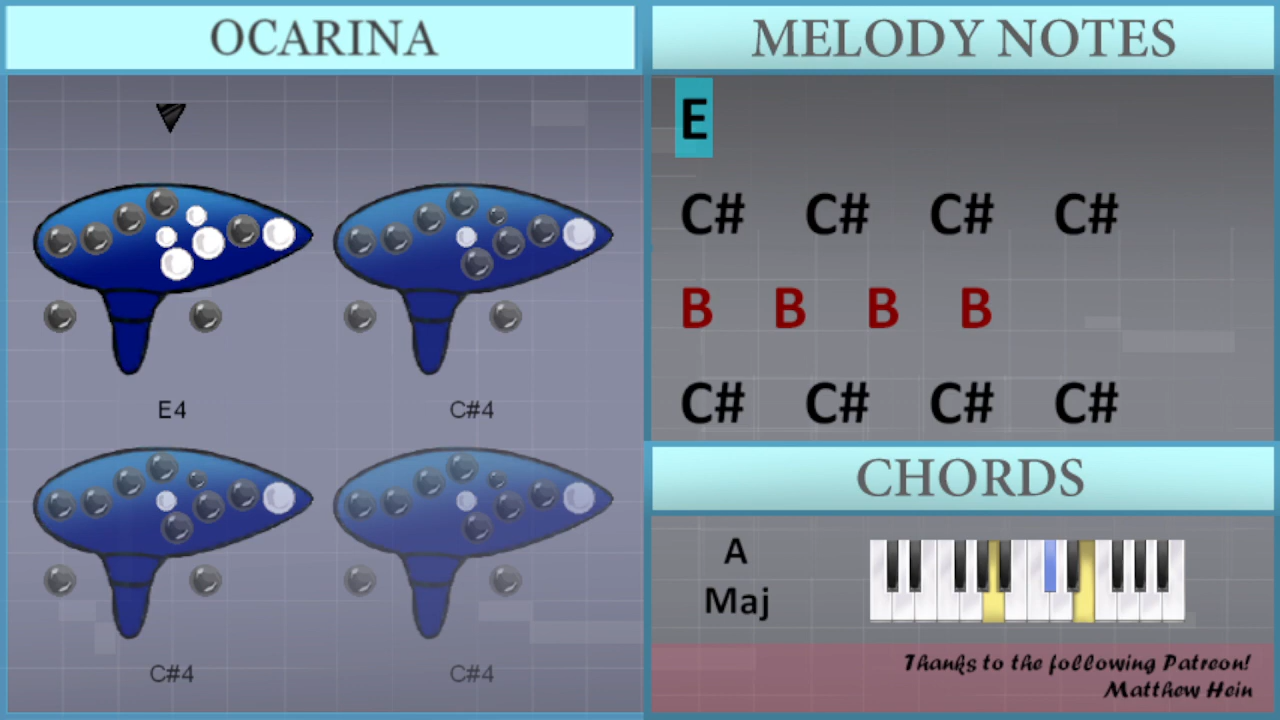 OCARINA
E4 C#4
C#4 C#4
MELODY NOTES
E
C# C# C# C#
B B B B
C# C# C# C#
CHORDS
A
Maj
Thanks to the following Patreon!
Matthew Hein